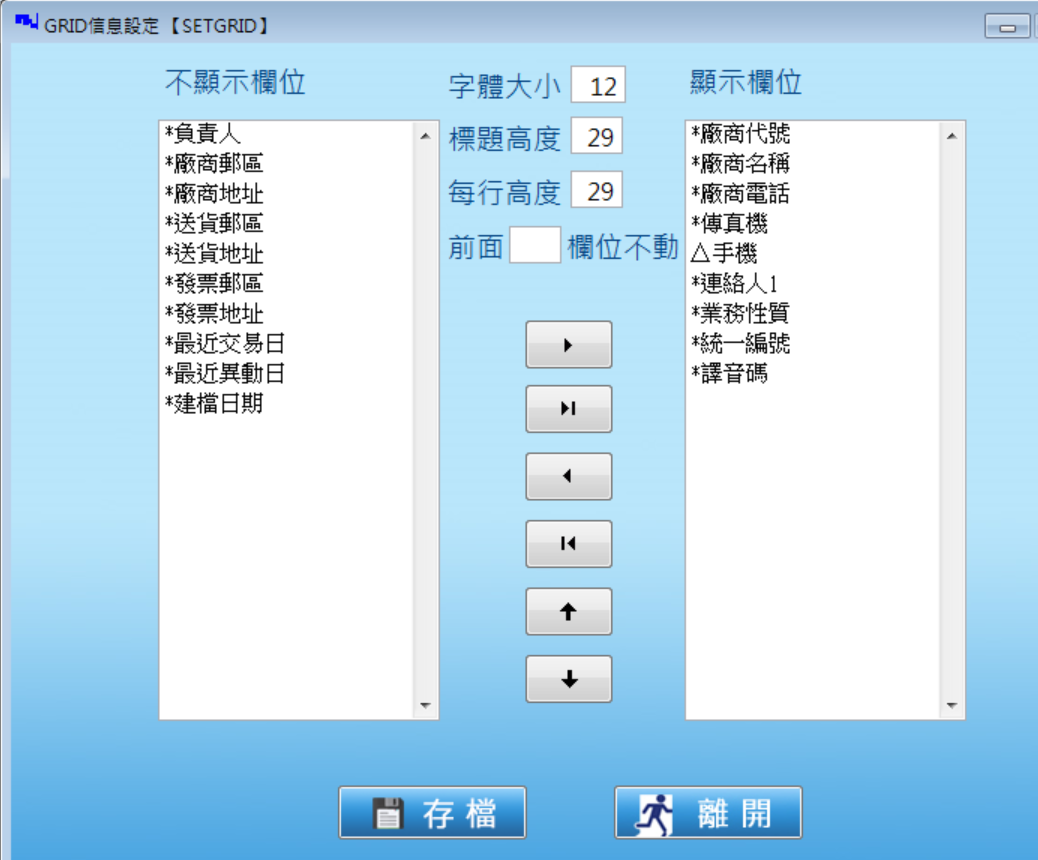 GRID信息設定【SETGRID】
不顯示欄位
*負責人
*廠商郵區
*廠商地址
*送貨郵區
*送貨地址
*發票郵區
*發票地址
*最近交易日
*最近異動日
*建檔日期
字體大小 12
標題高度 29
每行高度 29
前面 欄位不動
顯示欄位
*廠商代號
*廠商名稱
*廠商電話
*傳真機
△手機
*連絡人1
*業務性質
*統一編號
*譯音碼
存檔
離開